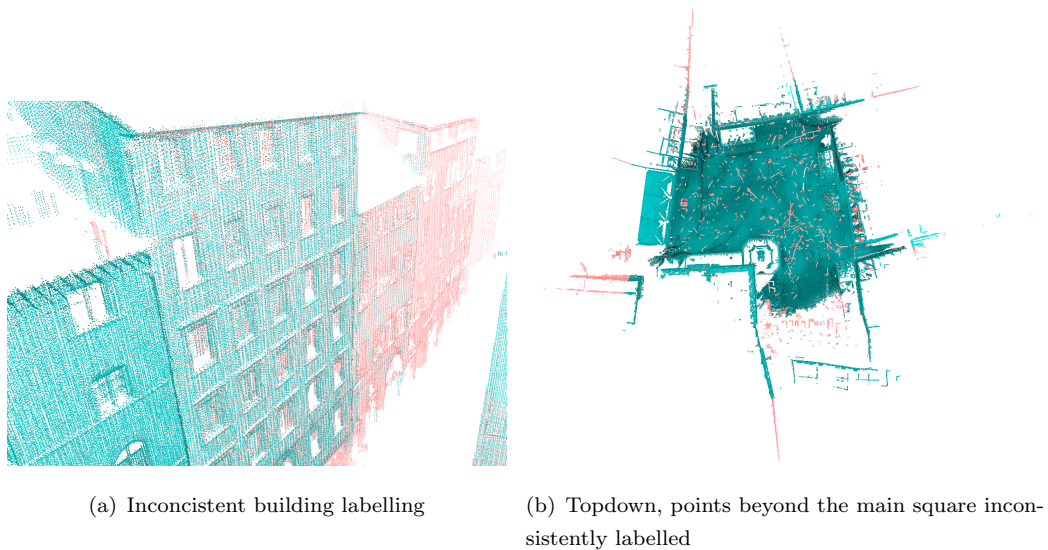 (a) Inconcistent building labelling
(b) Topdown, points beyond the main square incon-
sistently labelled